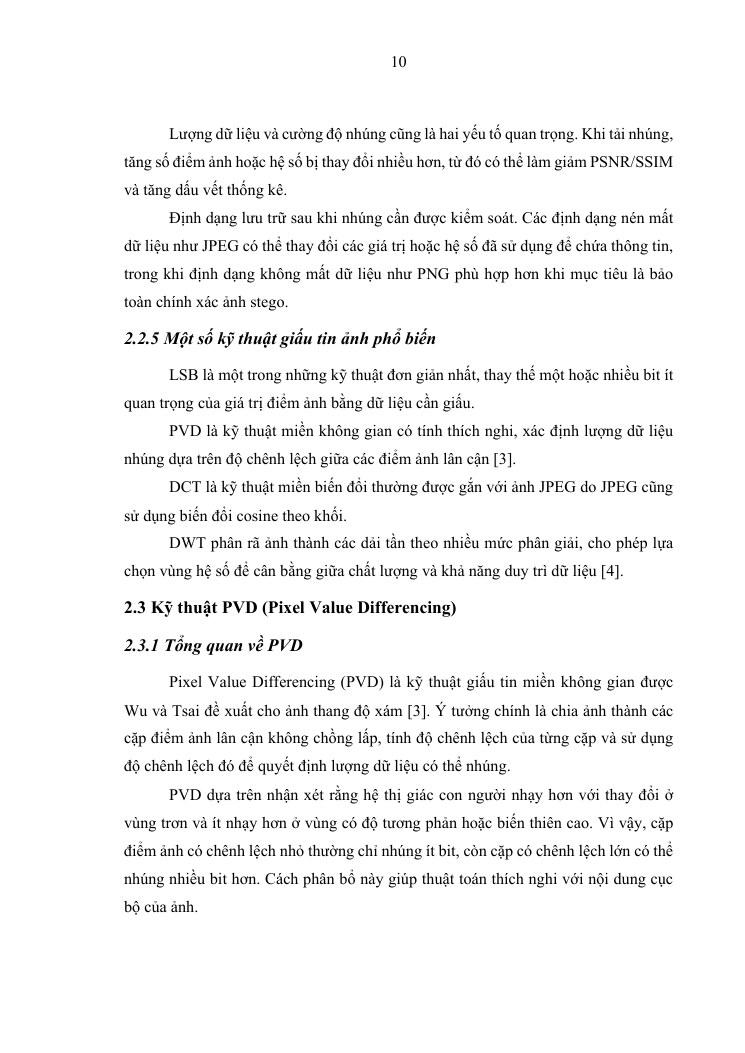 10
Lượng dữ liệu và cường độ nhúng cũng là hai yếu tố quan trọng. Khi tải nhúng,
tăng số điểm ảnh hoặc hệ số bị thay đổi nhiều hơn, từ đó có thể làm giảm PSNR/SSIM
và tăng dấu vết thống kê.
Định dạng lưu trữ sau khi nhúng cần được kiểm soát. Các định dạng nén mất
dữ liệu như JPEG có thể thay đổi các giá trị hoặc hệ số đã sử dụng để chứa thông tin,
trong khi định dạng không mất dữ liệu như PNG phù hợp hơn khi mục tiêu là bảo
toàn chính xác ảnh stego.
2.2.5 Một số kỹ thuật giấu tin ảnh phổ biến
LSB là một trong những kỹ thuật đơn giản nhất, thay thế một hoặc nhiều bit ít
quan trọng của giá trị điểm ảnh bằng dữ liệu cần giấu.
PVD là kỹ thuật miền không gian có tính thích nghi, xác định lượng dữ liệu
nhúng dựa trên độ chênh lệch giữa các điểm ảnh lân cận [3].
DCT là kỹ thuật miền biến đổi thường được gắn với ảnh JPEG do JPEG cũng
sử dụng biến đổi cosine theo khối.
DWT phân rã ảnh thành các dải tần theo nhiều mức phân giải, cho phép lựa
chọn vùng hệ số để cân bằng giữa chất lượng và khả năng duy trì dữ liệu [4].
2.3 Kỹ thuật PVD (Pixel Value Differencing)
2.3.1 Tổng quan về PVD
Pixel Value Differencing (PVD) là kỹ thuật giấu tin miền không gian được
Wu và Tsai đề xuất cho ảnh thang độ xám [3]. Ý tưởng chính là chia ảnh thành các
cặp điểm ảnh lân cận không chồng lấp, tính độ chênh lệch của từng cặp và sử dụng
độ chênh lệch đó để quyết định lượng dữ liệu có thể nhúng.
PVD dựa trên nhận xét rằng hệ thị giác con người nhạy hơn với thay đổi ở
vùng trơn và ít nhạy hơn ở vùng có độ tương phản hoặc biến thiên cao. Vì vậy, cặp
điểm ảnh có chênh lệch nhỏ thường chỉ nhúng ít bit, còn cặp có chênh lệch lớn có thể
nhúng nhiều bit hơn. Cách phân bổ này giúp thuật toán thích nghi với nội dung cục
bộ của ảnh.